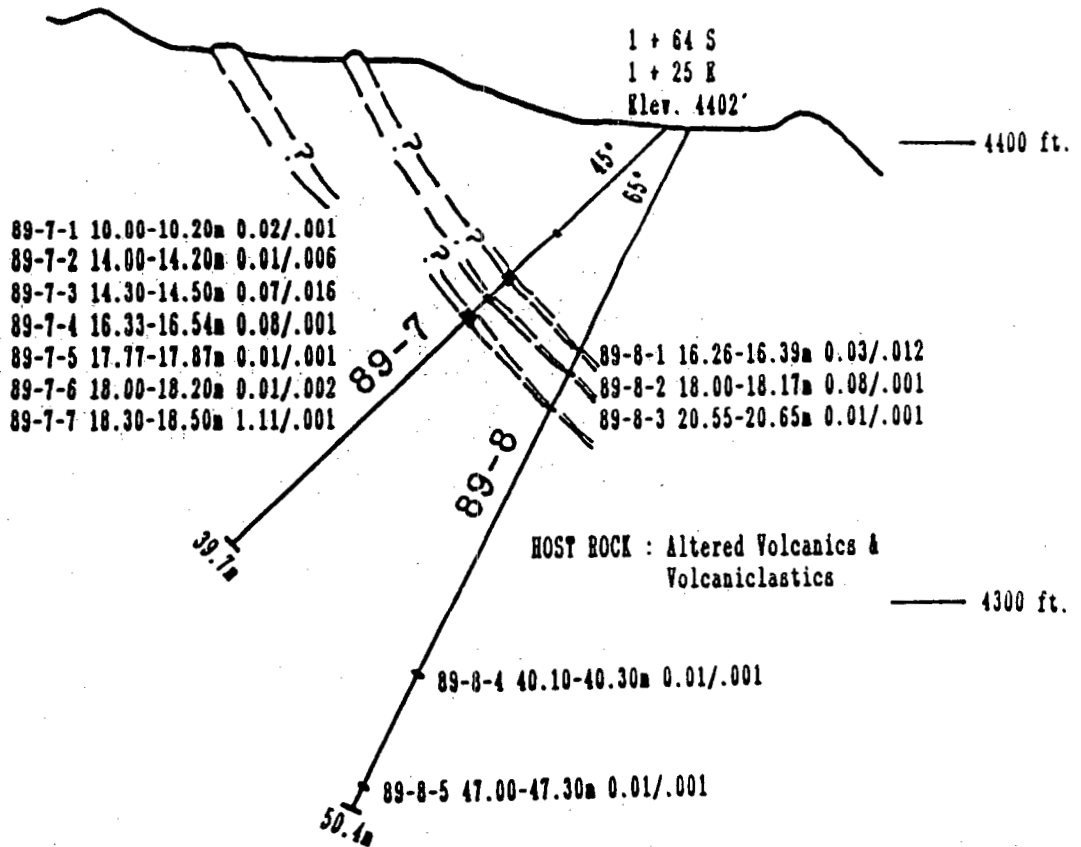 1 + 64 S
1 + 25 E
Elev. 4402'
4400 ft.
45°
65°
?
?
?
?
89-7-1 10.00-10.20m 0.02/.001
89-7-2 14.00-14.20m 0.01/.006
89-7-3 14.30-14.50m 0.07/.016
89-7-4 16.33-16.54m 0.08/.001
89-7-5 17.77-17.87m 0.01/.001
89-7-6 18.00-18.20m 0.01/.002
89-7-7 18.30-18.50m 1.11/.001
89-7
89-8-1 16.26-16.39m 0.03/.012
89-8-2 18.00-18.17m 0.08/.001
89-8-3 20.55-20.65m 0.01/.001
89-8
39.7m
HOST ROCK : Altered Volcanics &
Volcaniclastics
4300 ft.
89-8-4 40.10-40.30m 0.01/.001
89-8-5 47.00-47.30m 0.01/.001
50.4m